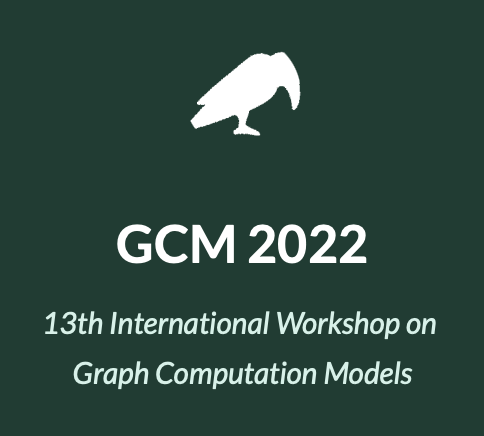 GCM 2022
13th International Workshop on
Graph Computation Models